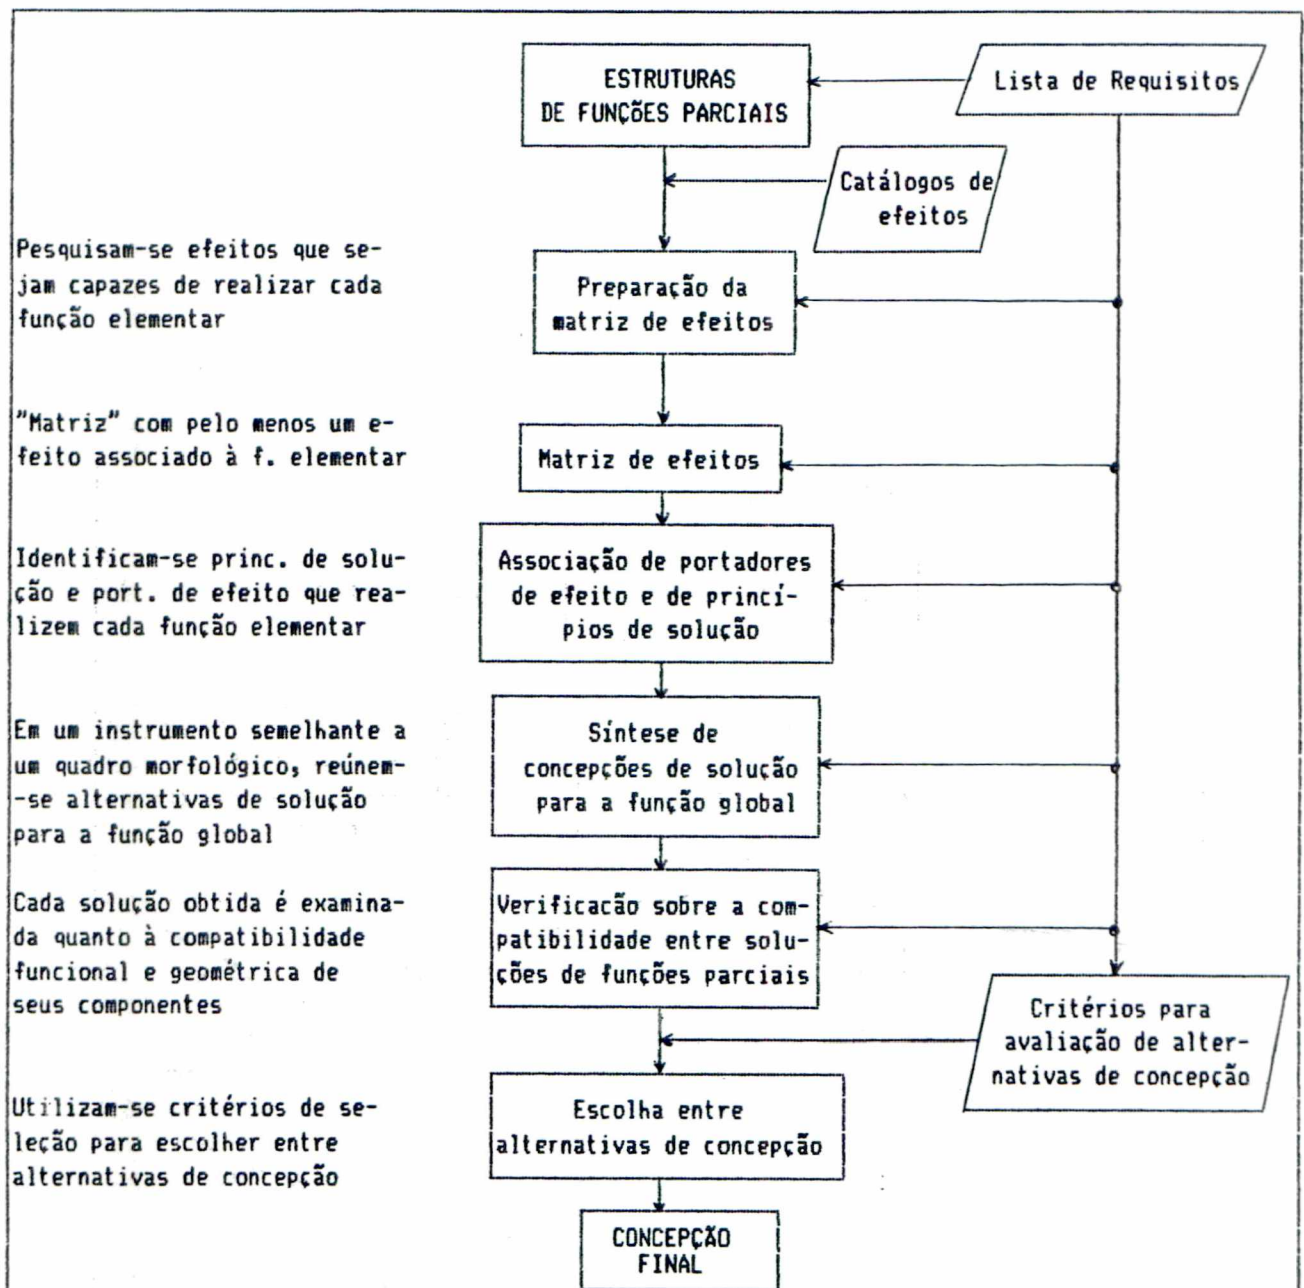 ESTRUTURAS
DE FUNÇÕES PARCIAIS
Lista de Requisitos
Catálogos de
efeitos
Pesquisam-se efeitos que se-
jam capazes de realizar cada
função elementar
Preparação da
matriz de efeitos
"Matriz" com pelo menos um e-
feito associado à f. elementar
Matriz de efeitos
Identificam-se princ. de solu-
ção e port. de efeito que rea-
lizem cada função elementar
Associação de portadores
de efeito e de princí-
pios de solução
Em um instrumento semelhante a
um quadro morfológico, reúnem-
-se alternativas de solução
para a função global
Síntese de
concepções de solução
para a função global
Cada solução obtida é examina-
da quanto à compatibilidade
funcional e geométrica de
seus componentes
Verificacão sobre a com-
patibilidade entre solu-
ções de funções parciais
Critérios para
avaliação de alter-
nativas de concepção
Utilizam-se critérios de se-
leção para escolher entre
alternativas de concepção
Escolha entre
alternativas de concepção
CONCEPÇÃO
FINAL